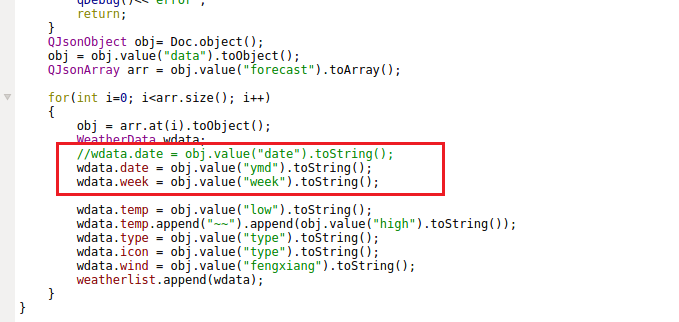 qDebug()<<"error";
return;
}
QJsonObject obj= Doc.object();
obj = obj.value("data").toObject();
QJsonArray arr = obj.value("forecast").toArray();
for(int i=0; i<arr.size(); i++)
{
obj = arr.at(i).toObject();
WeatherData wdata;
//wdata.date = obj.value("date").toString();
wdata.date = obj.value("ymd").toString();
wdata.week = obj.value("week").toString();
wdata.temp = obj.value("low").toString();
wdata.temp.append("~~").append(obj.value("high").toString());
wdata.type = obj.value("type").toString();
wdata.icon = obj.value("type").toString();
wdata.wind = obj.value("fengxiang").toString();
weatherlist.append(wdata);
}
}